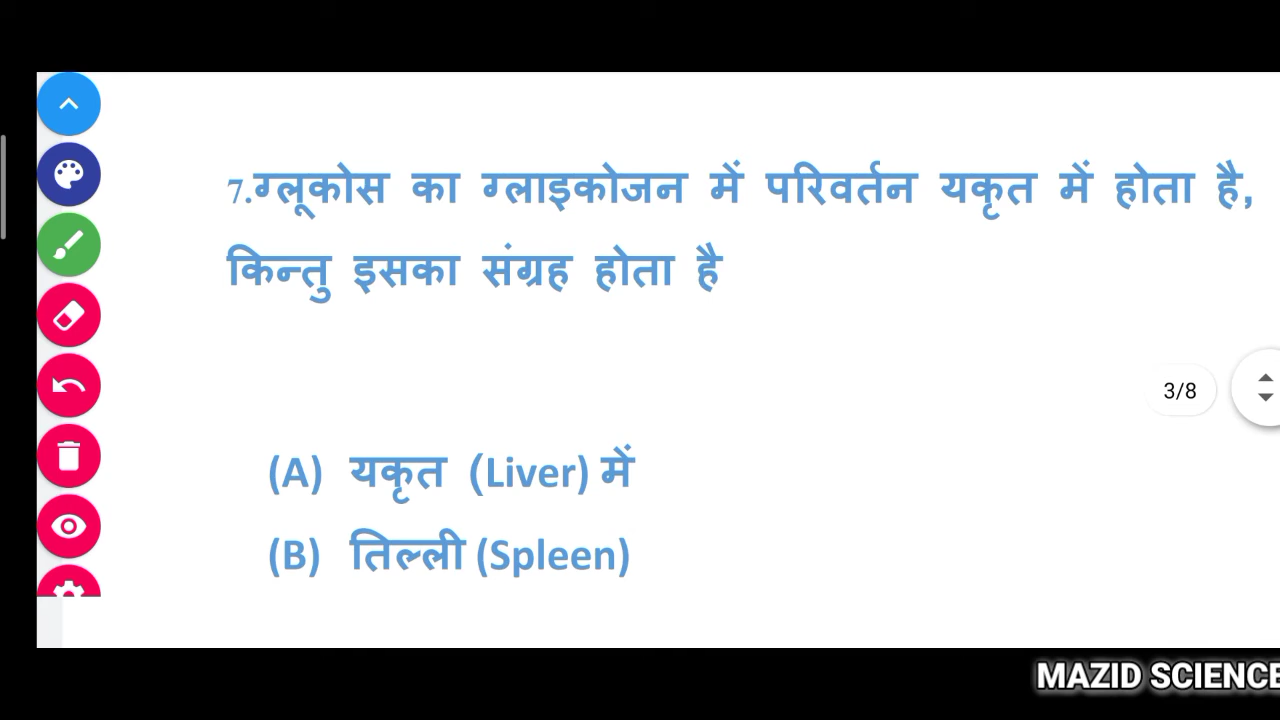 7.ग्लूकोस का ग्लाइकोजन में परिवर्तन यकृत में होता है,
किन्तु इसका संग्रह होता है
3/8
(A) यकृत (Liver) में
(B) तिल्ली (Spleen)
MAZID SCIENCE